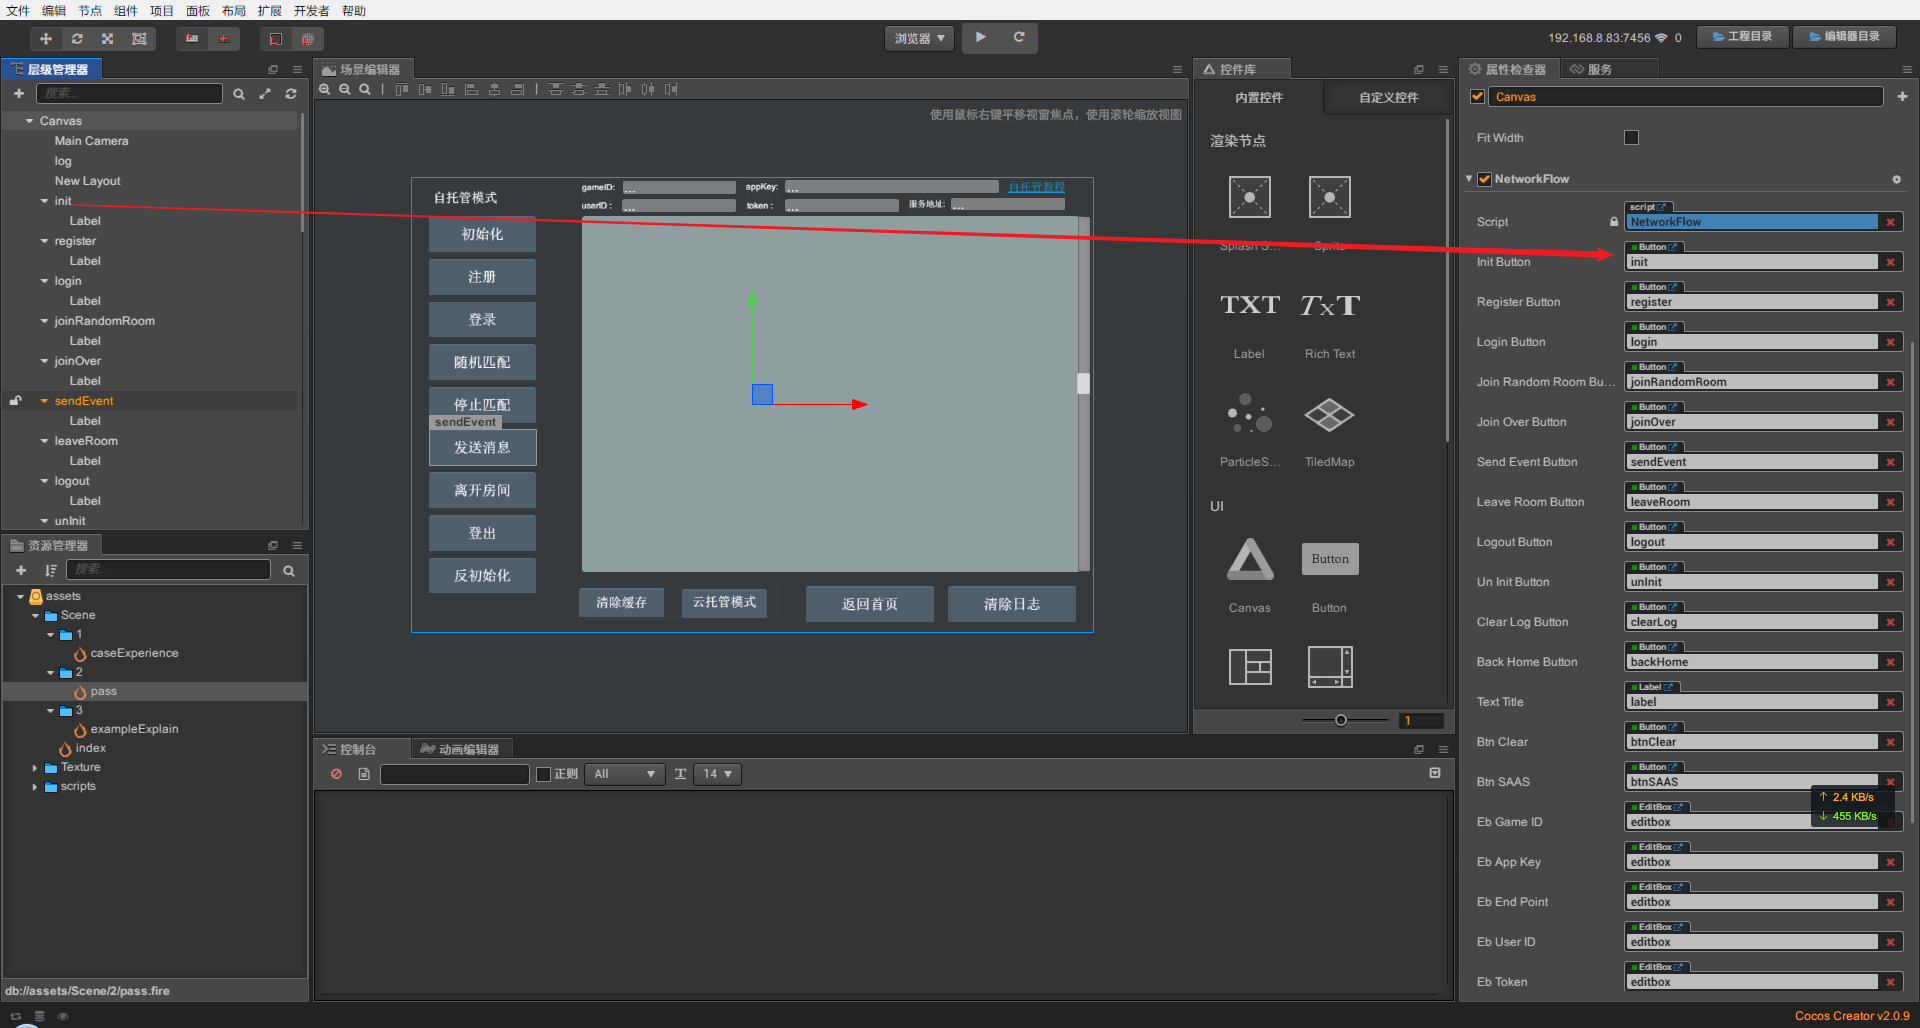 文件 编辑 节点 组件 项目 面板 布局 扩展 开发者 帮助
浏览器 192.168.8.83:7456 0 工程目录 编辑器目录
层级管理器
搜索...
Canvas
Main Camera
log
New Layout
init
Label
register
Label
login
Label
joinRandomRoom
Label
joinOver
Label
sendEvent
Label
leaveRoom
Label
logout
Label
unInit
资源管理器
搜索...
assets
Scene
1
caseExperience
2
pass
3
exampleExplain
index
Texture
scripts
db://assets/Scene/2/pass.fire
场景编辑器
使用鼠标右键平移视窗焦点，使用滚轮缩放视图
自托管模式
gameID: ... appKey: ... 自托管教程
userID : ... token : ... 服务地址: ...
初始化
注册
登录
随机匹配
停止匹配
sendEvent
发送消息
离开房间
登出
反初始化
清除缓存 云托管模式 返回首页 清除日志
控制台 动画编辑器
正则 All 14
控件库
内置控件 自定义控件
渲染节点
Splash S... Sprite
TXT TxT
Label Rich Text
ParticleS... TiledMap
UI
Button
Canvas Button
1
属性检查器 服务
Canvas
Fit Width
NetworkFlow
script
Script NetworkFlow
Button
Init Button init
Button
Register Button register
Button
Login Button login
Button
Join Random Room Bu... joinRandomRoom
Button
Join Over Button joinOver
Button
Send Event Button sendEvent
Button
Leave Room Button leaveRoom
Button
Logout Button logout
Button
Un Init Button unInit
Button
Clear Log Button clearLog
Button
Back Home Button backHome
Label
Text Title label
Button
Btn Clear btnClear
Button
Btn SAAS btnSAAS
↑ 2.4 KB/s
EditBox
↓ 455 KB/s
Eb Game ID editbox
EditBox
Eb App Key editbox
EditBox
Eb End Point editbox
EditBox
Eb User ID editbox
EditBox
Eb Token editbox
Cocos Creator v2.0.9